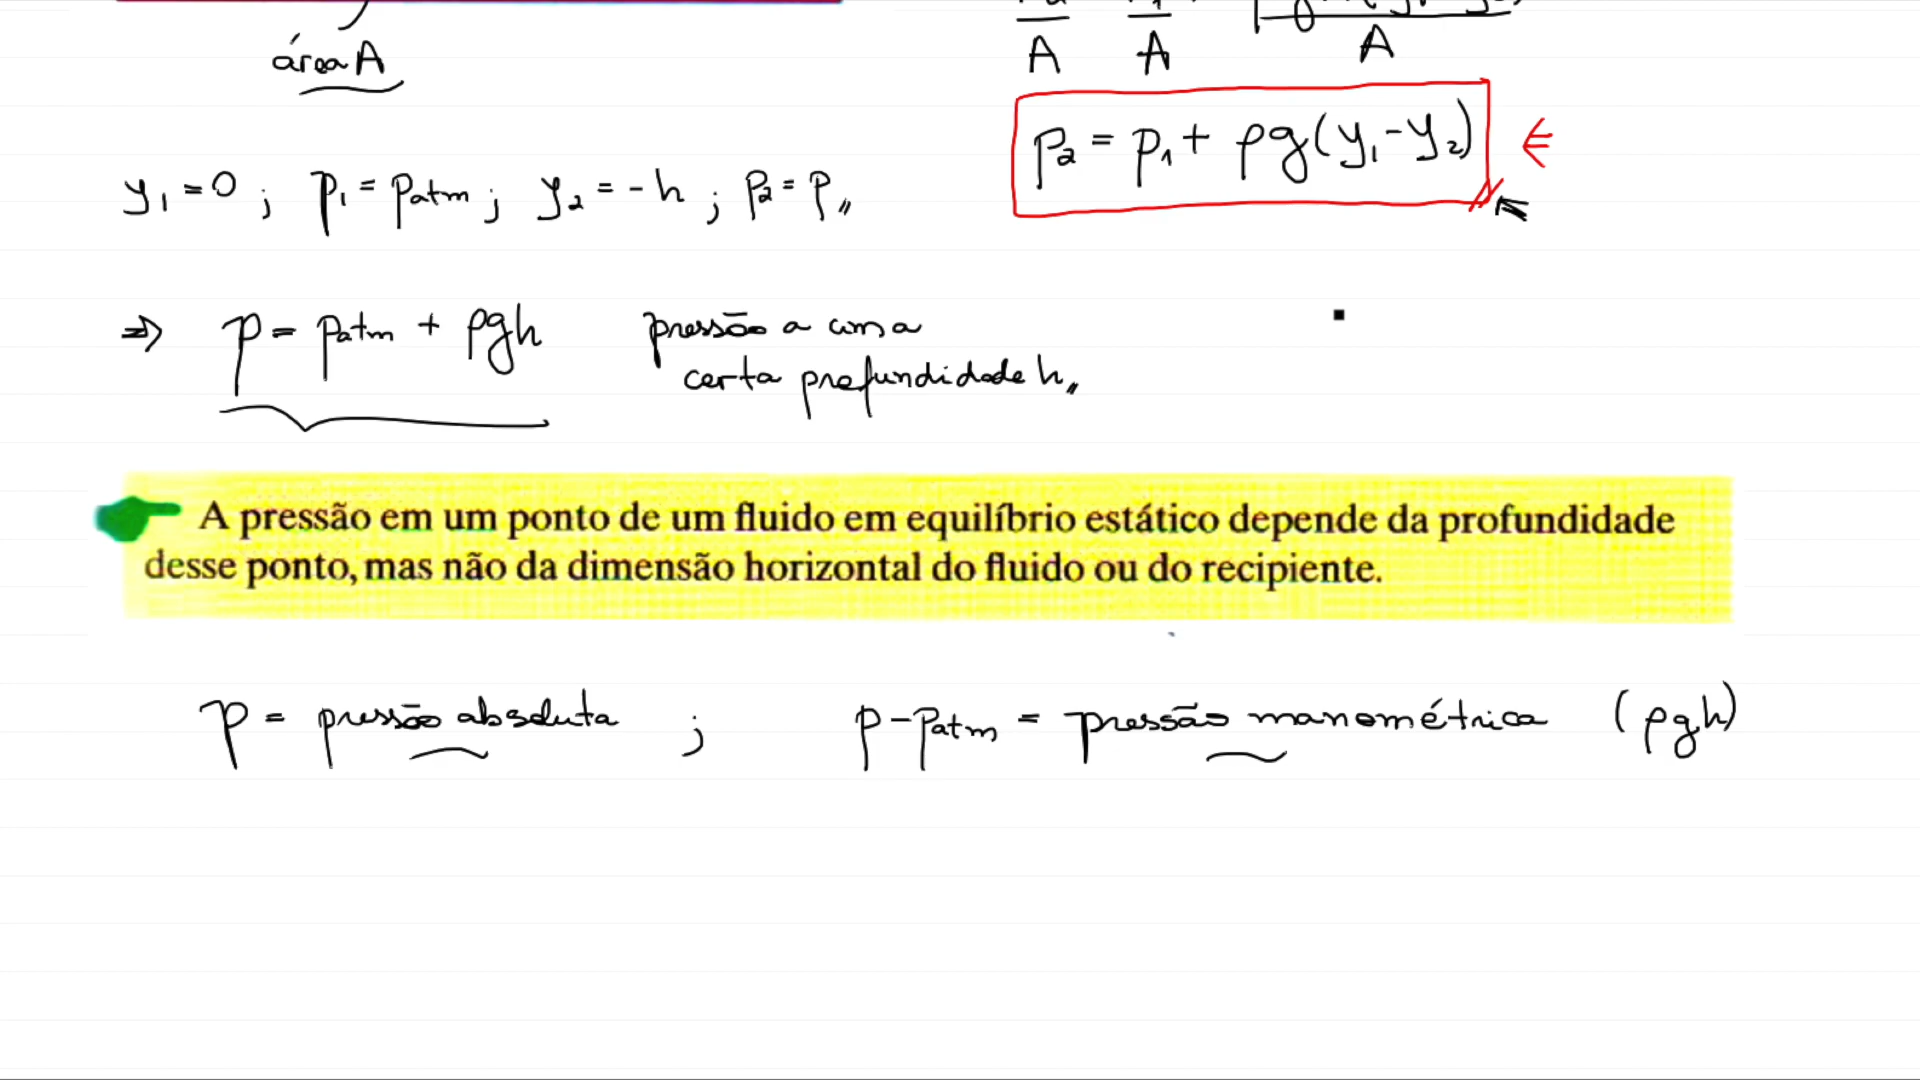 área A
A A A
p₂ = p₁ + ρg(y₁-y₂)
y₁=0 ; p₁=patm ; y₂=-h ; p₂=p〃
⇒ p = patm + ρgh pressão a uma
certa profundidade h〃
A pressão em um ponto de um fluido em equilíbrio estático depende da profundidade
desse ponto, mas não da dimensão horizontal do fluido ou do recipiente.
p = pressão absoluta ; p-patm = pressão manométrica (ρgh)